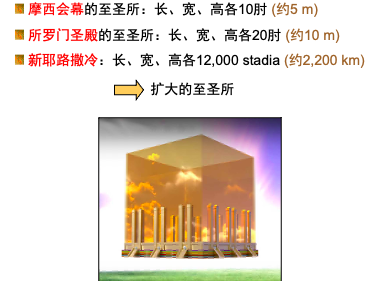 摩西会幕的至圣所：长、宽、高各10肘 (约5 m)
所罗门圣殿的至圣所：长、宽、高各20肘 (约10 m)
新耶路撒冷：长、宽、高各12,000 stadia (约2,200 km)
扩大的至圣所